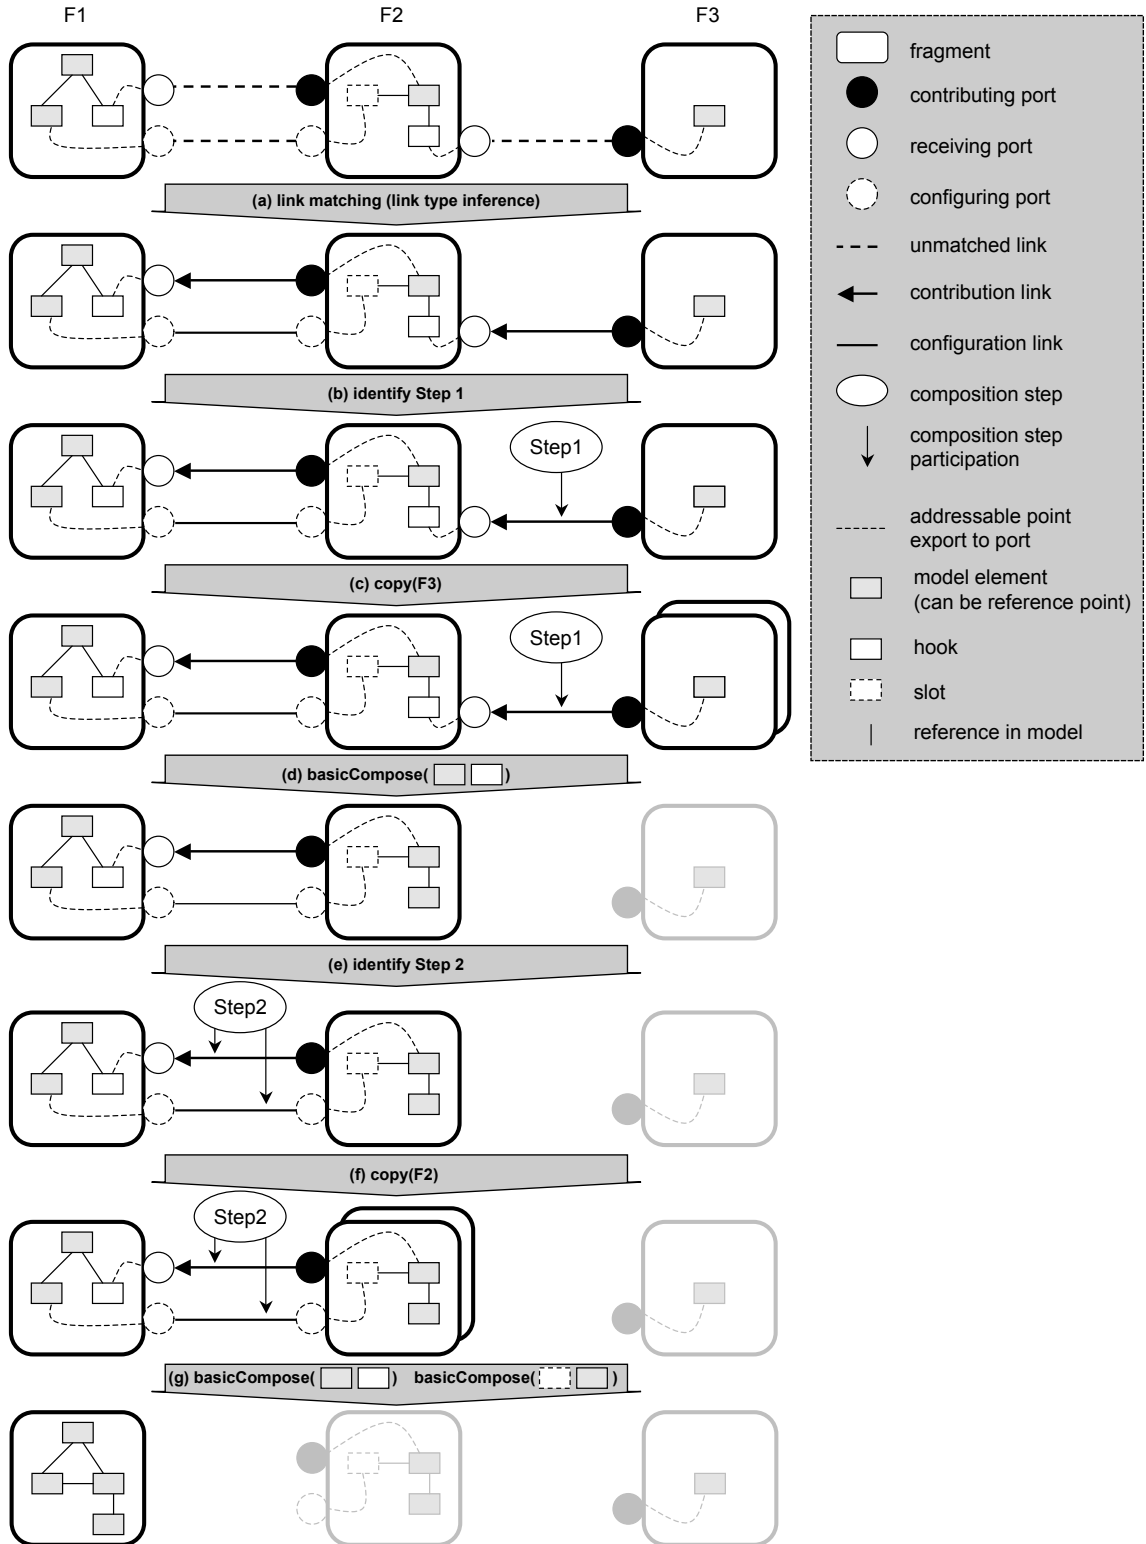 F1 F2 F3
(a) link matching (link type inference)
(b) identify Step 1
Step1
(c) copy(F3)
Step1
(d) basicCompose( )
(e) identify Step 2
Step2
(f) copy(F2)
Step2
(g) basicCompose( ) basicCompose( )
fragment
contributing port
receiving port
configuring port
unmatched link
contribution link
configuration link
composition step
composition step
participation
addressable point
export to port
model element
(can be reference point)
hook
slot
reference in model